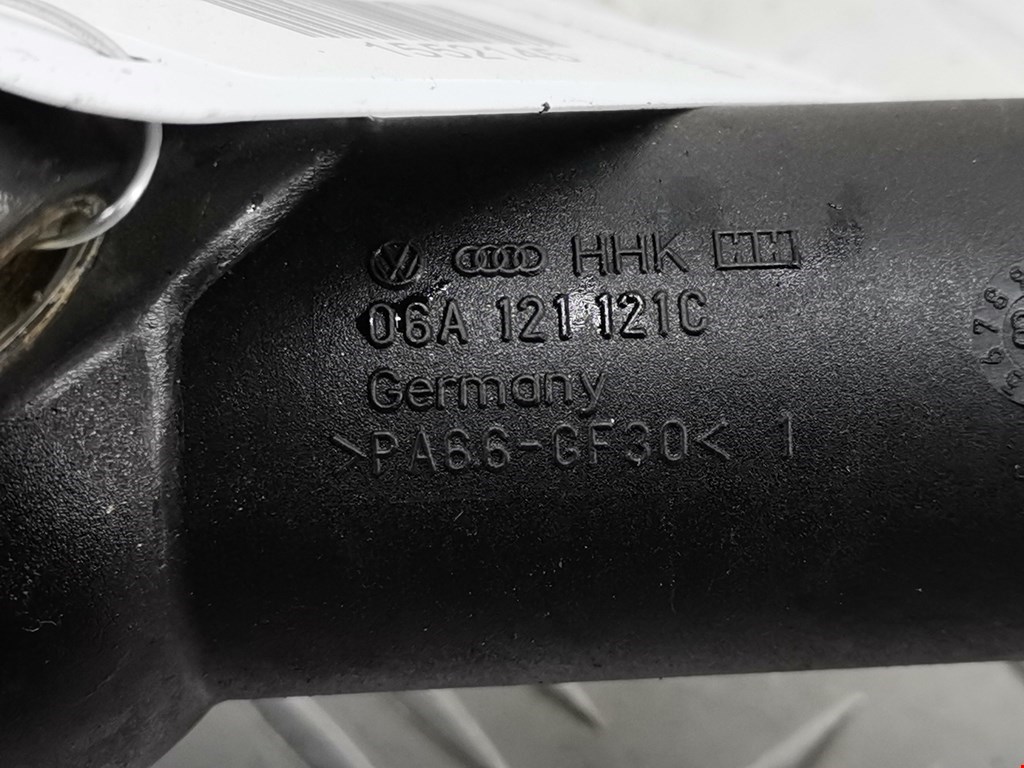 HHK
06A 121 121C
Germany
>PA66-GF30< 1